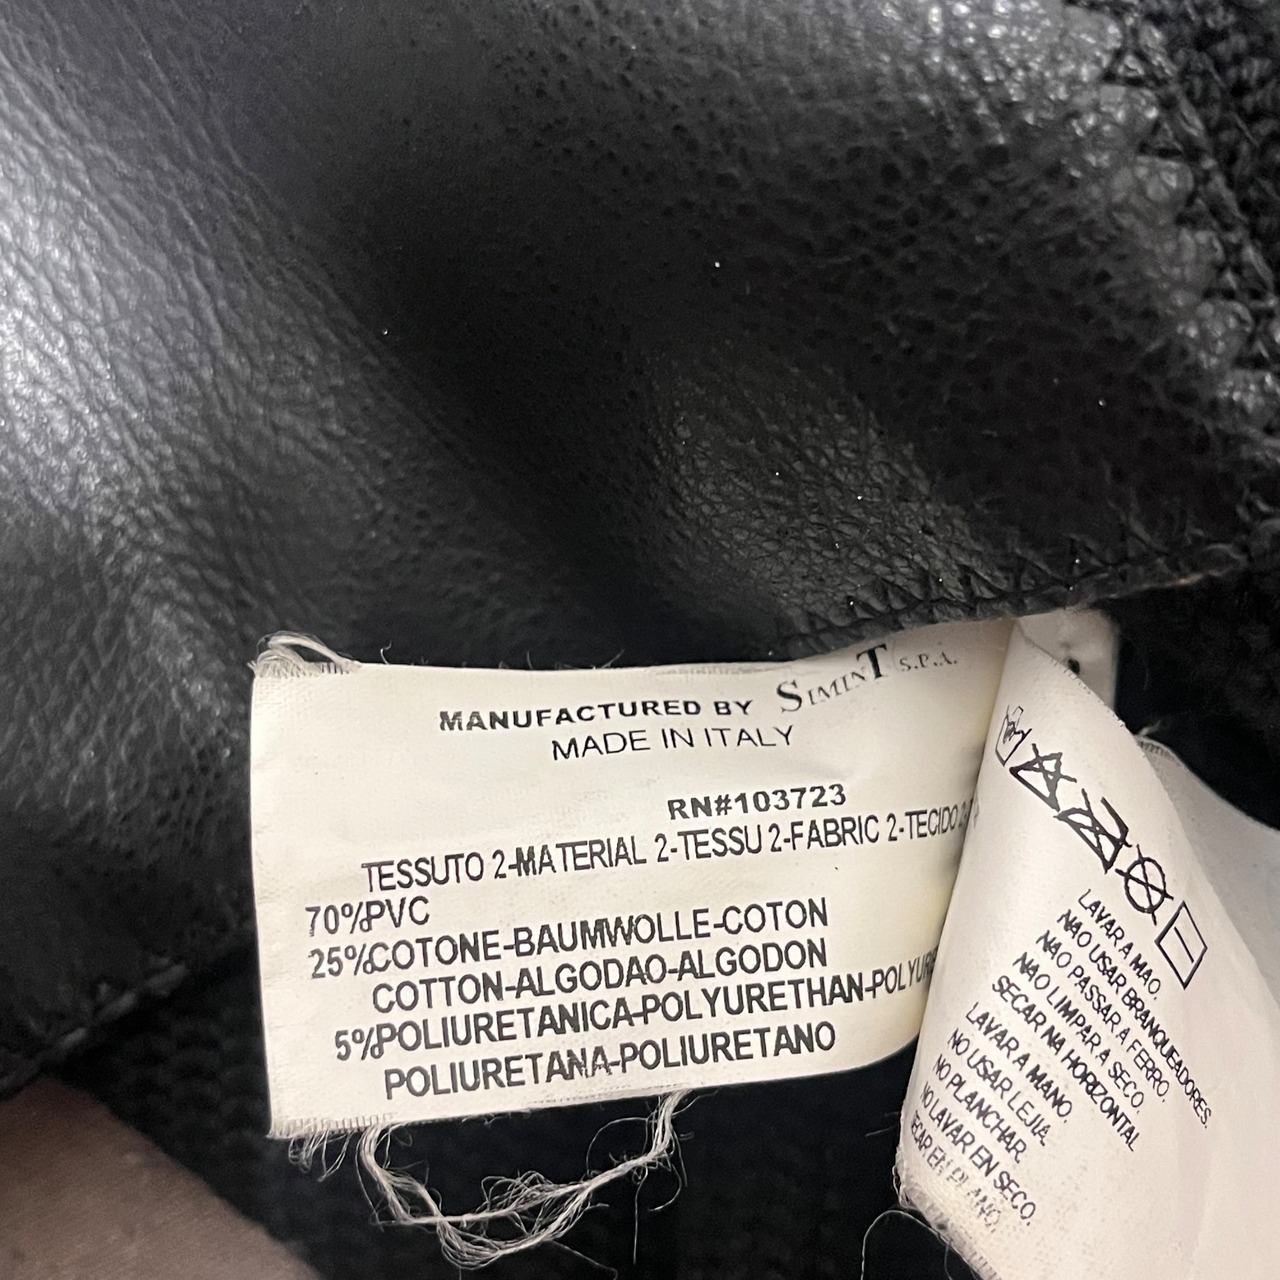 MANUFACTURED BY SIMINT S.P.A.
MADE IN ITALY
RN#103723
TESSUTO 2-MATERIAL 2-TESSU 2-FABRIC 2-TECIDO
70%PVC
25%COTONE-BAUMWOLLE-COTON
COTTON-ALGODAO-ALGODON
5%POLIURETANICA-POLYURETHAN-POLYURE
POLIURETANA-POLIURETANO
LAVAR A MAO.
NAO USAR BRANQUEADORES.
NAO PASSAR A FERRO.
NAO LIMPAR A SECO.
SECAR NA HORIZONTAL
LAVAR A MANO.
NO USAR LEJIA.
NO PLANCHAR.
NO LAVAR EN SECO.
ECAR EN PLANO.